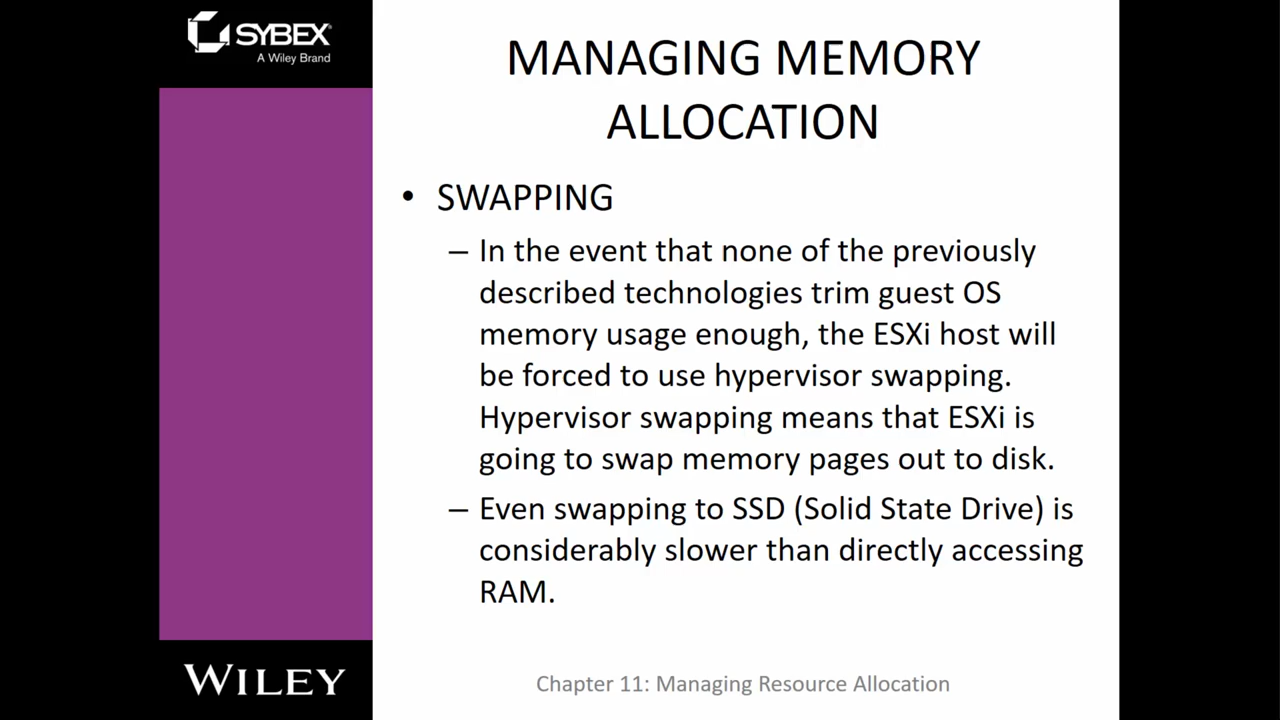 SYBEX
A Wiley Brand
MANAGING MEMORY
ALLOCATION
• SWAPPING
– In the event that none of the previously
described technologies trim guest OS
memory usage enough, the ESXi host will
be forced to use hypervisor swapping.
Hypervisor swapping means that ESXi is
going to swap memory pages out to disk.
– Even swapping to SSD (Solid State Drive) is
considerably slower than directly accessing
RAM.
WILEY
Chapter 11: Managing Resource Allocation